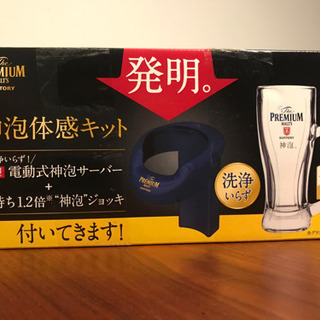 The
PREMIUM
MALT'S
SUNTORY
発明。
神泡体感キット
浄いらず！
電動式神泡サーバー
+
持ち1.2倍※“神泡”ジョッキ
付いてきます！
洗浄
いらず
The
PREMIUM
MALT'S
神泡